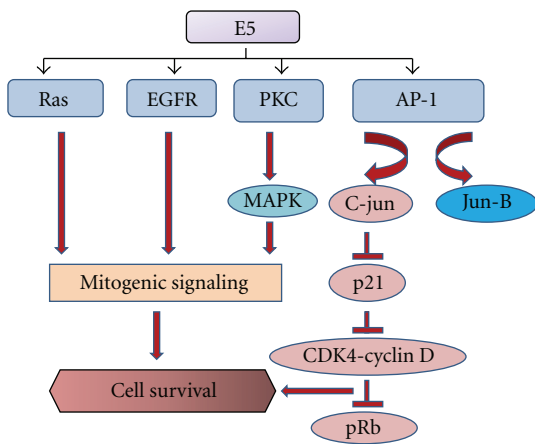 E5
Ras
EGFR
PKC
AP-1
MAPK
C-jun
Jun-B
Mitogenic signaling
p21
CDK4-cyclin D
Cell survival
pRb